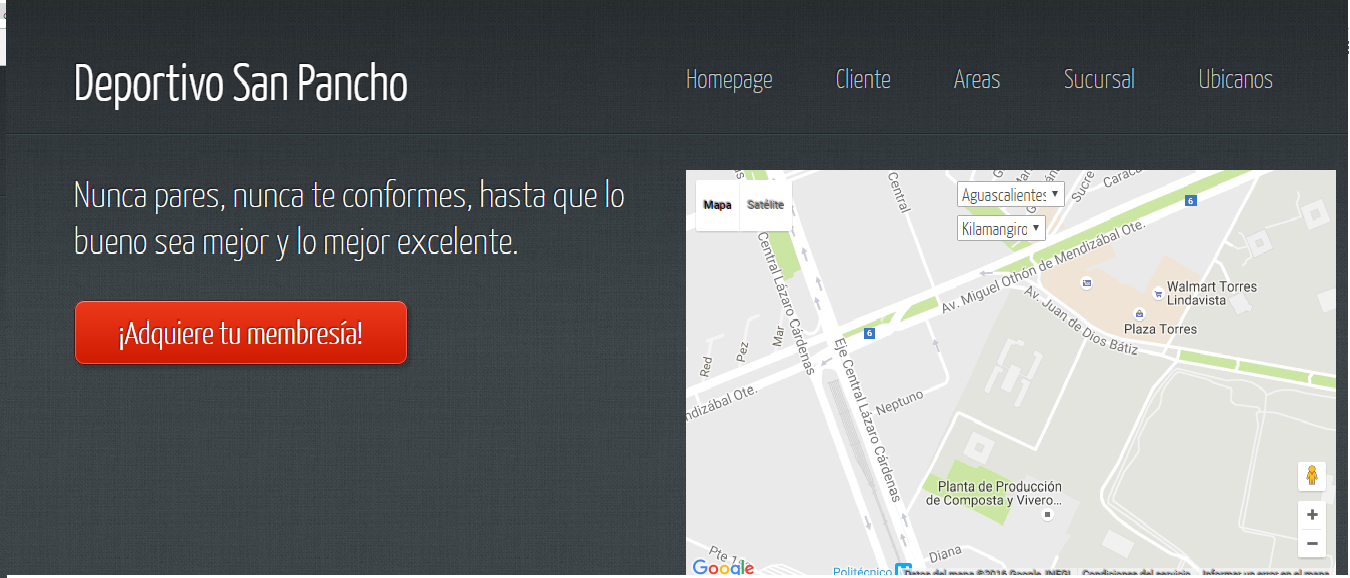 Deportivo San Pancho
Homepage
Cliente
Areas
Sucursal
Ubicanos
Nunca pares, nunca te conformes, hasta que lo
bueno sea mejor y lo mejor excelente.
¡Adquiere tu membresía!
Mapa
Satélite
Aguascalientes
Kilamangiro
Central
Sucre
6
Av. Miguel Othón de Mendizábal Ote.
Central Lázaro Cárdenas
Walmart Torres
Lindavista
Plaza Torres
Av. Juan de Dios Bátiz
6
Red
Pez
Mar
Eje Central Lázaro Cárdenas
Neptuno
ndizábal Ote.
Planta de Producción
de Composta y Vivero...
Pte 1
Diana
Politécnico
Google
Datos del mapa ©2016 Google, INEGI
Condiciones del servicio
Informar un error en el mapa